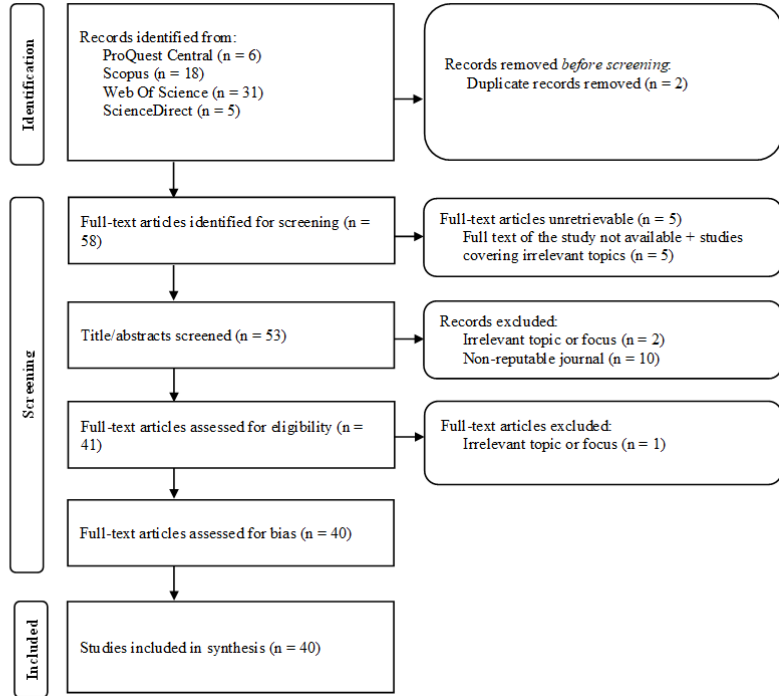 Identification
Records identified from:
ProQuest Central (n = 6)
Scopus (n = 18)
Web Of Science (n = 31)
ScienceDirect (n = 5)
Records removed before screening:
Duplicate records removed (n = 2)
Screening
Full-text articles identified for screening (n =
58)
Full-text articles unretrievable (n = 5)
Full text of the study not available + studies
covering irrelevant topics (n = 5)
Title/abstracts screened (n = 53)
Records excluded:
Irrelevant topic or focus (n = 2)
Non-reputable journal (n = 10)
Full-text articles assessed for eligibility (n =
41)
Full-text articles excluded:
Irrelevant topic or focus (n = 1)
Full-text articles assessed for bias (n = 40)
Included
Studies included in synthesis (n = 40)